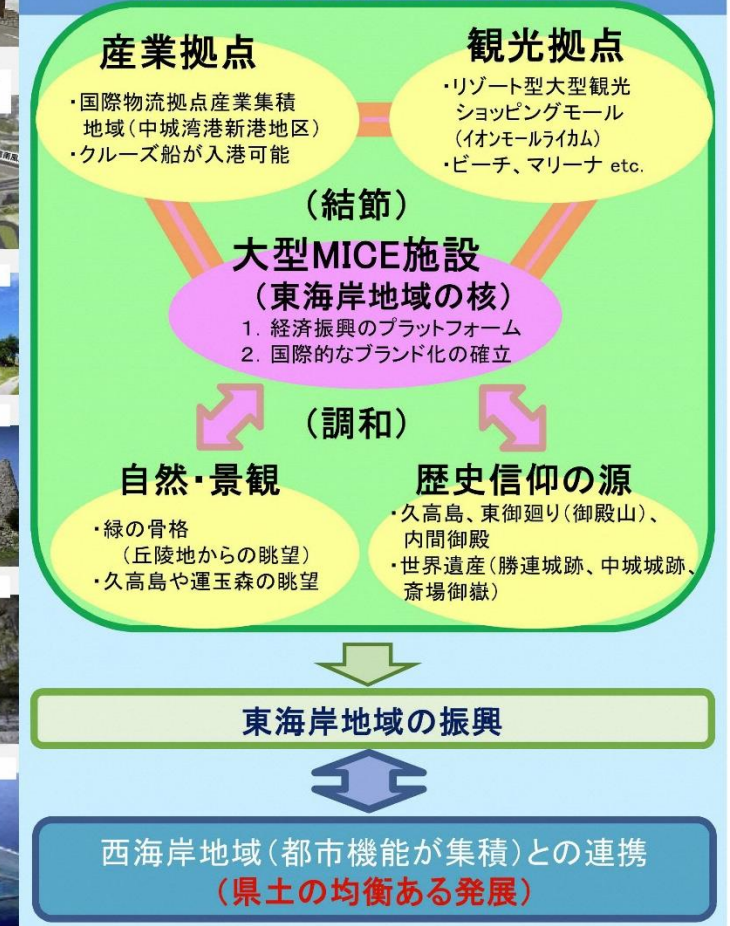 産業拠点
・国際物流拠点産業集積
地域(中城湾港新港地区)
・クルーズ船が入港可能
観光拠点
・リゾート型大型観光
ショッピングモール
(イオンモールライカム)
・ビーチ、マリーナ etc.
(結節)
大型MICE施設
(東海岸地域の核)
1. 経済振興のプラットフォーム
2. 国際的なブランド化の確立
(調和)
自然・景観
・緑の骨格
(丘陵地からの眺望)
・久高島や運玉森の眺望
歴史信仰の源
・久高島、東御廻り(御殿山)、
内間御殿
・世界遺産(勝連城跡、中城城跡、
斎場御嶽)
東海岸地域の振興
西海岸地域(都市機能が集積)との連携
(県土の均衡ある発展)